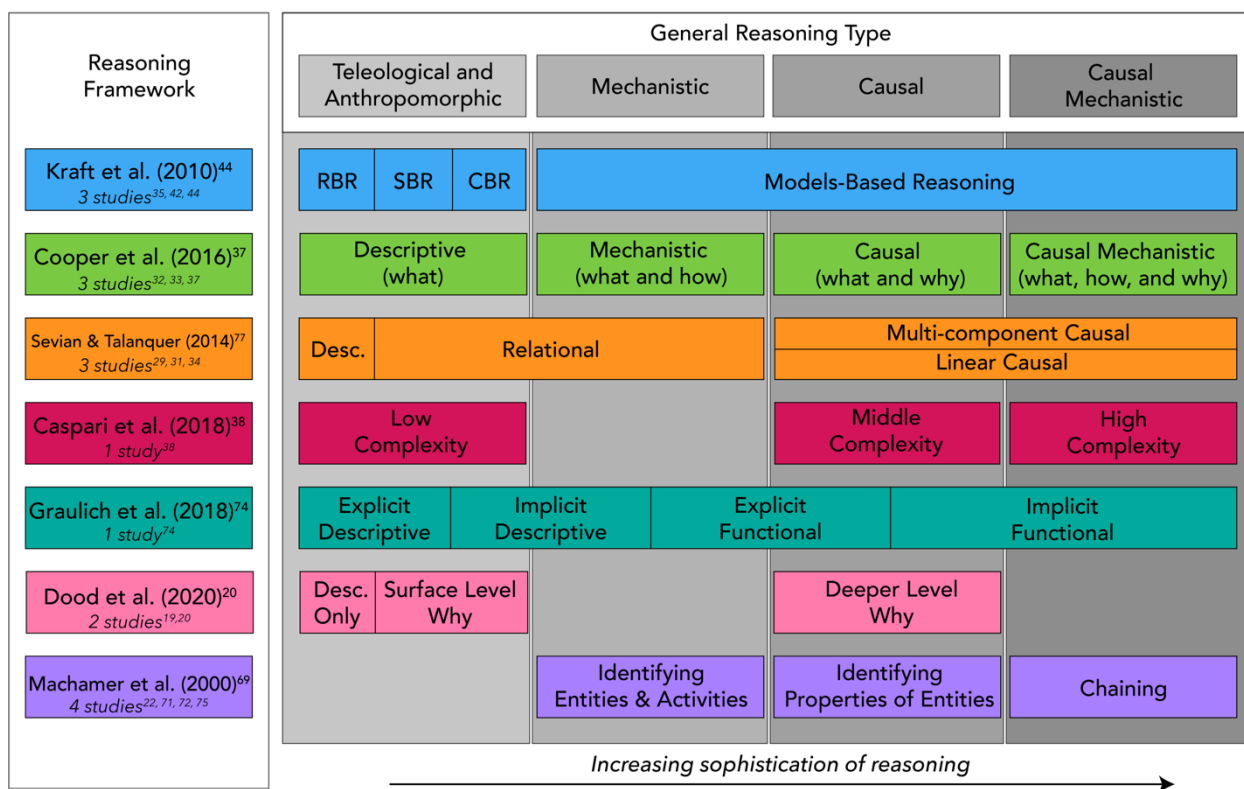 Reasoning
Framework
General Reasoning Type
Teleological and
Anthropomorphic
Mechanistic
Causal
Causal
Mechanistic
Kraft et al. (2010)44
3 studies35, 42, 44
RBR
SBR
CBR
Models-Based Reasoning
Cooper et al. (2016)37
3 studies32, 33, 37
Descriptive
(what)
Mechanistic
(what and how)
Causal
(what and why)
Causal Mechanistic
(what, how, and why)
Sevian & Talanquer (2014)77
3 studies29, 31, 34
Desc.
Relational
Multi-component Causal
Linear Causal
Caspari et al. (2018)38
1 study38
Low
Complexity
Middle
Complexity
High
Complexity
Graulich et al. (2018)74
1 study74
Explicit
Descriptive
Implicit
Descriptive
Explicit
Functional
Implicit
Functional
Dood et al. (2020)20
2 studies19,20
Desc.
Only
Surface Level
Why
Deeper Level
Why
Machamer et al. (2000)69
4 studies22, 71, 72, 75
Identifying
Entities & Activities
Identifying
Properties of Entities
Chaining
Increasing sophistication of reasoning